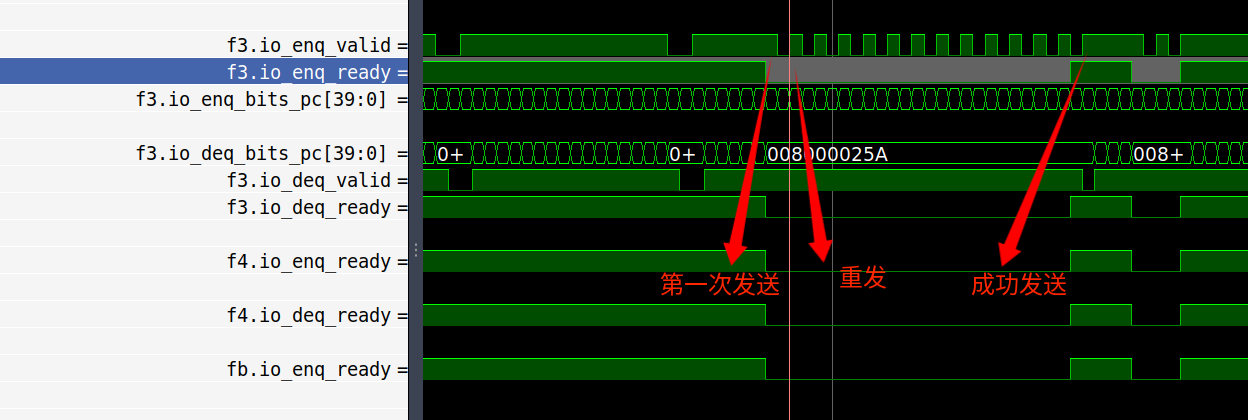 f3.io_enq_valid =
f3.io_enq_ready =
f3.io_enq_bits_pc[39:0] =
f3.io_deq_bits_pc[39:0] = 0+ 0+ 008000025A 008+
f3.io_deq_valid =
f3.io_deq_ready =
f4.io_enq_ready =
第一次发送 重发 成功发送
f4.io_deq_ready =
fb.io_enq_ready =